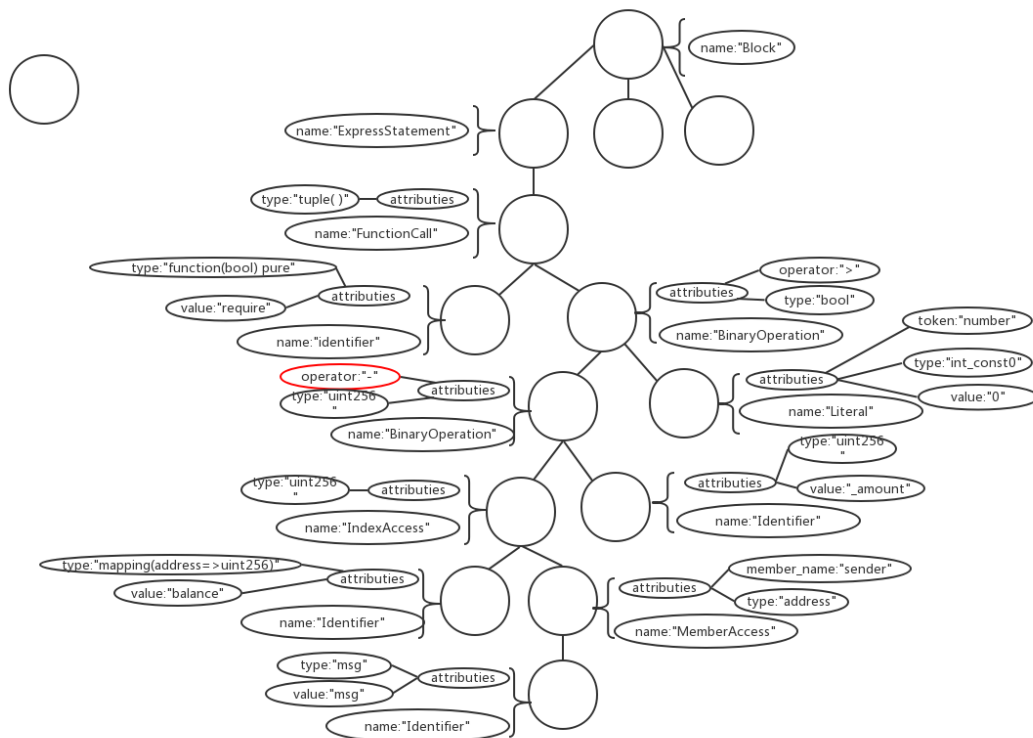 name:"Block"
name:"ExpressStatement"
type:"tuple( )"
attributies
name:"FunctionCall"
type:"function(bool) pure"
attributies
value:"require"
name:"identifier"
operator:">"
attributies
type:"bool"
name:"BinaryOperation"
token:"number"
type:"int_const0"
attributies
value:"0"
name:"Literal"
operator:"-"
attributies
type:"uint256
"
name:"BinaryOperation"
type:"uint256
"
attributies
value:"_amount"
name:"Identifier"
type:"uint256
"
attributies
name:"IndexAccess"
type:"mapping(address=>uint256)"
attributies
value:"balance"
name:"Identifier"
member_name:"sender"
attributies
type:"address"
name:"MemberAccess"
type:"msg"
attributies
value:"msg"
name:"Identifier"